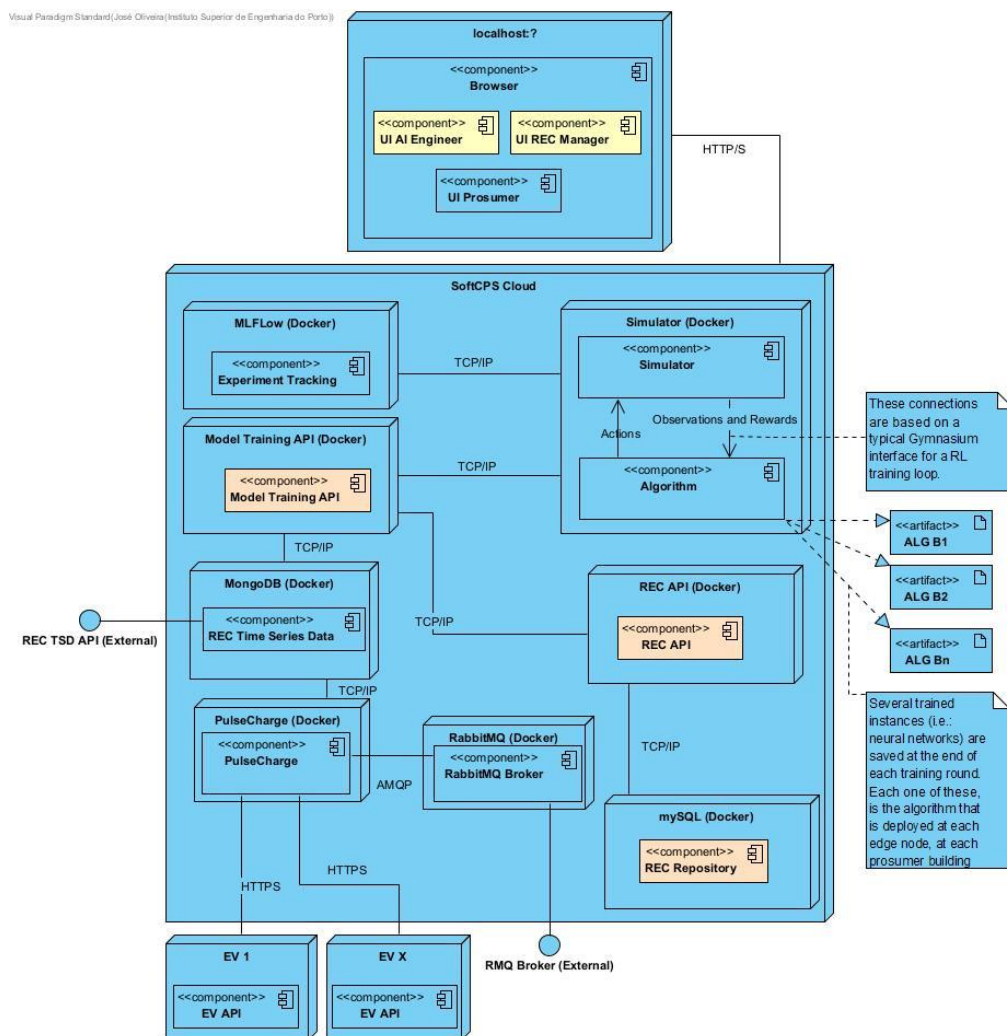 Visual Paradigm Standard(José Oliveira(Instituto Superior de Engenharia do Porto))
localhost:?
<<component>>
Browser
<<component>>
UI AI Engineer
<<component>>
UI REC Manager
<<component>>
UI Prosumer
HTTP/S
SoftCPS Cloud
MLFLow (Docker)
<<component>>
Experiment Tracking
TCP/IP
Simulator (Docker)
<<component>>
Simulator
Actions
Observations and Rewards
<<component>>
Algorithm
These connections
are based on a
typical Gymnasium
interface for a RL
training loop.
Model Training API (Docker)
<<component>>
Model Training API
TCP/IP
<<artifact>>
ALG B1
<<artifact>>
ALG B2
<<artifact>>
ALG Bn
TCP/IP
MongoDB (Docker)
<<component>>
REC Time Series Data
REC TSD API (External)
TCP/IP
REC API (Docker)
<<component>>
REC API
TCP/IP
PulseCharge (Docker)
<<component>>
PulseCharge
AMQP
RabbitMQ (Docker)
<<component>>
RabbitMQ Broker
TCP/IP
Several trained
instances (i.e.:
neural networks) are
saved at the end of
each training round.
Each one of these,
is the algorithm that
is deployed at each
edge node, at each
prosumer building
mySQL (Docker)
<<component>>
REC Repository
HTTPS
HTTPS
EV 1
<<component>>
EV API
EV X
<<component>>
EV API
RMQ Broker (External)